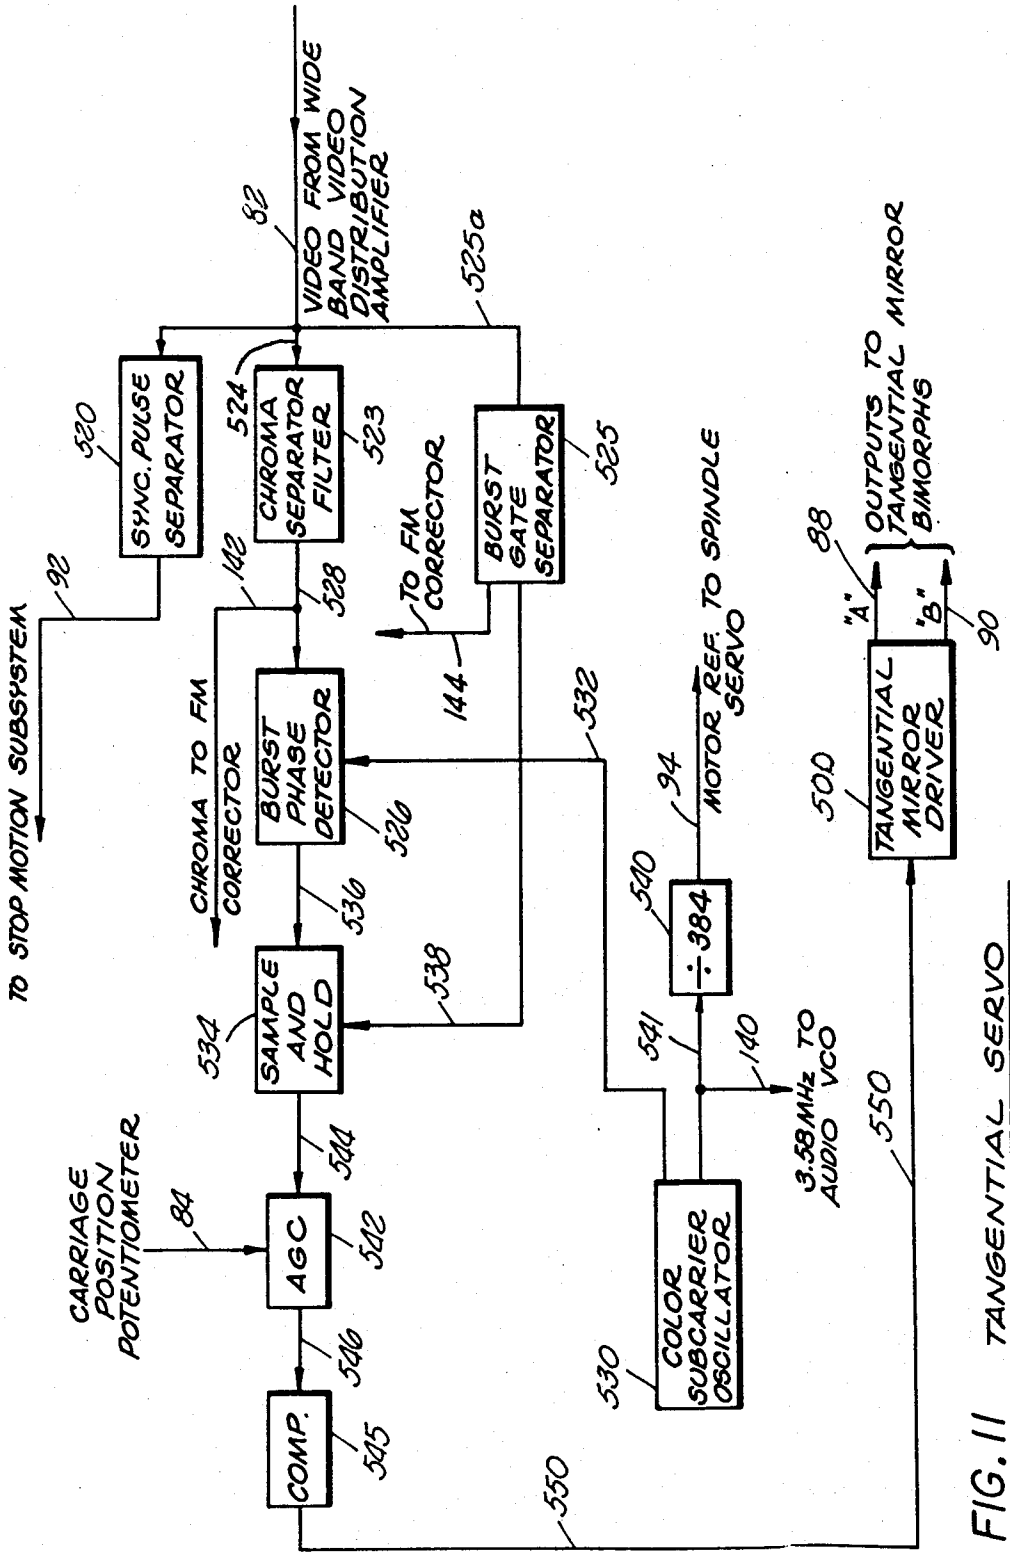 TO STOP MOTION SUBSYSTEM
92
520
SYNC. PULSE
SEPARATOR
82
VIDEO FROM WIDE
BAND VIDEO
DISTRIBUTION
AMPLIFIER
524
CHROMA
SEPARATOR
FILTER
523
525a
142
528
CHROMA TO FM
CORRECTOR
TO FM
CORRECTOR
144
BURST
GATE
SEPARATOR
525
BURST
PHASE
DETECTOR
526
536
532
534
SAMPLE
AND
HOLD
538
CARRIAGE
POSITION
POTENTIOMETER
84
544
AGC
542
546
COMP.
545
530
COLOR
SUBCARRIER
OSCILLATOR
541
540
÷384
94
MOTOR REF. TO SPINDLE
SERVO
140
3.58MHz TO
AUDIO VCO
550
550
500
TANGENTIAL
MIRROR
DRIVER
"A"
88
"B"
90
OUTPUTS TO
TANGENTIAL MIRROR
BIMORPHS
FIG. 11 TANGENTIAL SERVO